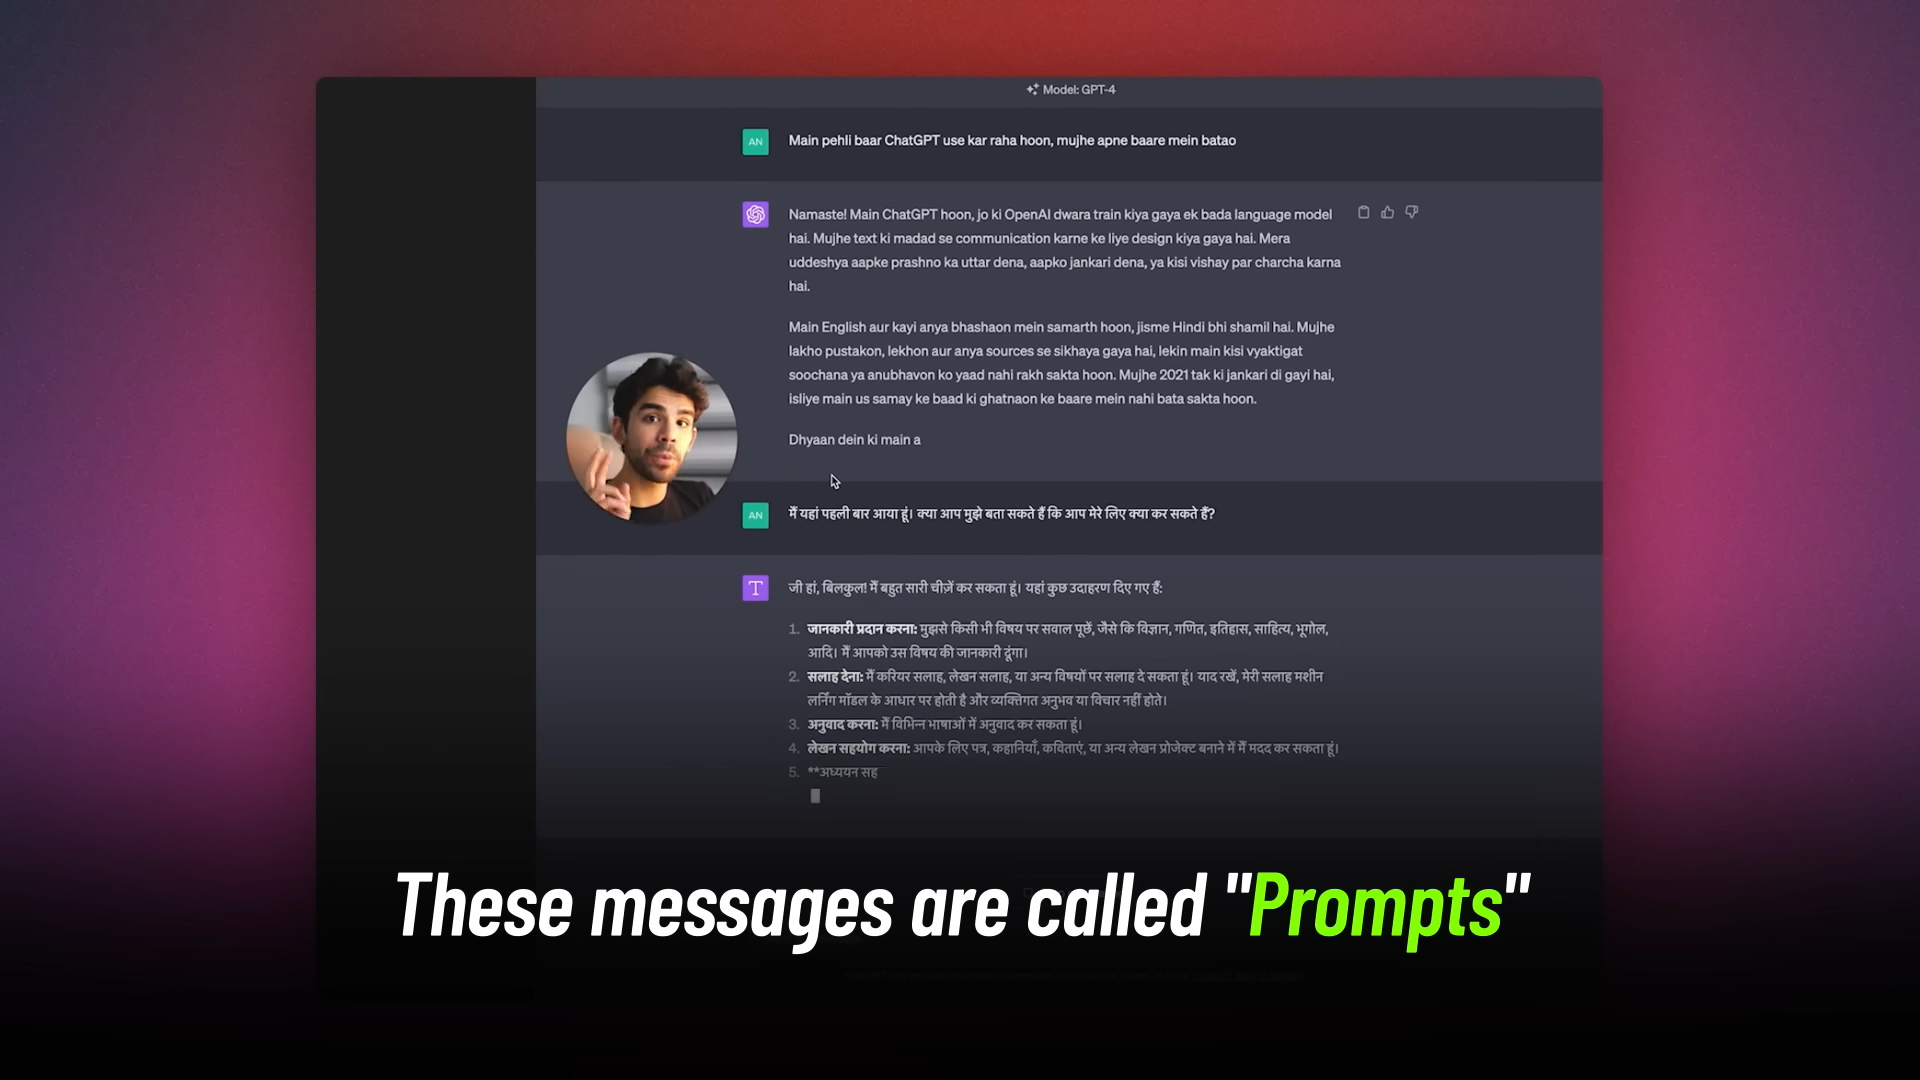 Model: GPT-4
AN
Main pehli baar ChatGPT use kar raha hoon, mujhe apne baare mein batao
Namaste! Main ChatGPT hoon, jo ki OpenAI dwara train kiya gaya ek bada language model
hai. Mujhe text ki madad se communication karne ke liye design kiya gaya hai. Mera
uddeshya aapke prashno ka uttar dena, aapko jankari dena, ya kisi vishay par charcha karna
hai.
Main English aur kayi anya bhashaon mein samarth hoon, jisme Hindi bhi shamil hai. Mujhe
lakho pustakon, lekhon aur anya sources se sikhaya gaya hai, lekin main kisi vyaktigat
soochana ya anubhavon ko yaad nahi rakh sakta hoon. Mujhe 2021 tak ki jankari di gayi hai,
isliye main us samay ke baad ki ghatnaon ke baare mein nahi bata sakta hoon.
Dhyaan dein ki main a
AN
मैं यहां पहली बार आया हूं। क्या आप मुझे बता सकते हैं कि आप मेरे लिए क्या कर सकते हैं?
T
जी हां, बिलकुल! मैं बहुत सारी चीज़ें कर सकता हूं। यहां कुछ उदाहरण दिए गए हैं:
1. जानकारी प्रदान करना: मुझसे किसी भी विषय पर सवाल पूछें, जैसे कि विज्ञान, गणित, इतिहास, साहित्य, भूगोल,
आदि। मैं आपको उस विषय की जानकारी दूंगा।
2. सलाह देना: मैं करियर सलाह, लेखन सलाह, या अन्य विषयों पर सलाह दे सकता हूं। याद रखें, मेरी सलाह मशीन
लर्निंग मॉडल के आधार पर होती है और व्यक्तिगत अनुभव या विचार नहीं होते।
3. अनुवाद करना: मैं विभिन्न भाषाओं में अनुवाद कर सकता हूं।
4. लेखन सहयोग करना: आपके लिए पत्र, कहानियाँ, कविताएं, या अन्य लेखन प्रोजेक्ट बनाने में मैं मदद कर सकता हूं।
5. **अध्ययन सह
These messages are called "Prompts"